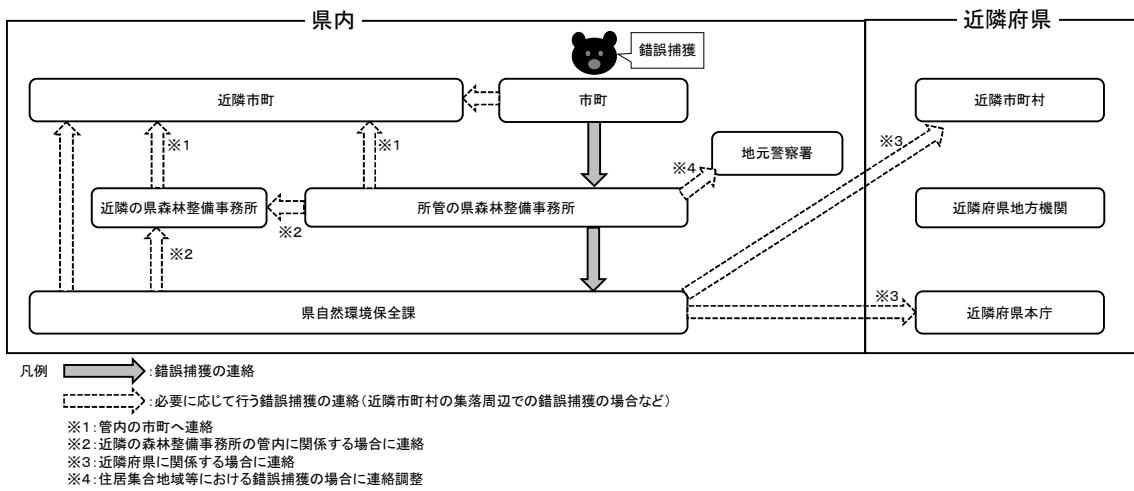 県内
近隣府県
錯誤捕獲
近隣市町
市町
近隣市町村
※1
※1
※4
地元警察署
※3
近隣の県森林整備事務所
所管の県森林整備事務所
近隣府県地方機関
※2
※2
県自然環境保全課
※3
近隣府県本庁
凡例
:錯誤捕獲の連絡
:必要に応じて行う錯誤捕獲の連絡(近隣市町村の集落周辺での錯誤捕獲の場合など)
※1:管内の市町へ連絡
※2:近隣の森林整備事務所の管内に関係する場合に連絡
※3:近隣府県に関係する場合に連絡
※4:住居集合地域等における錯誤捕獲の場合に連絡調整